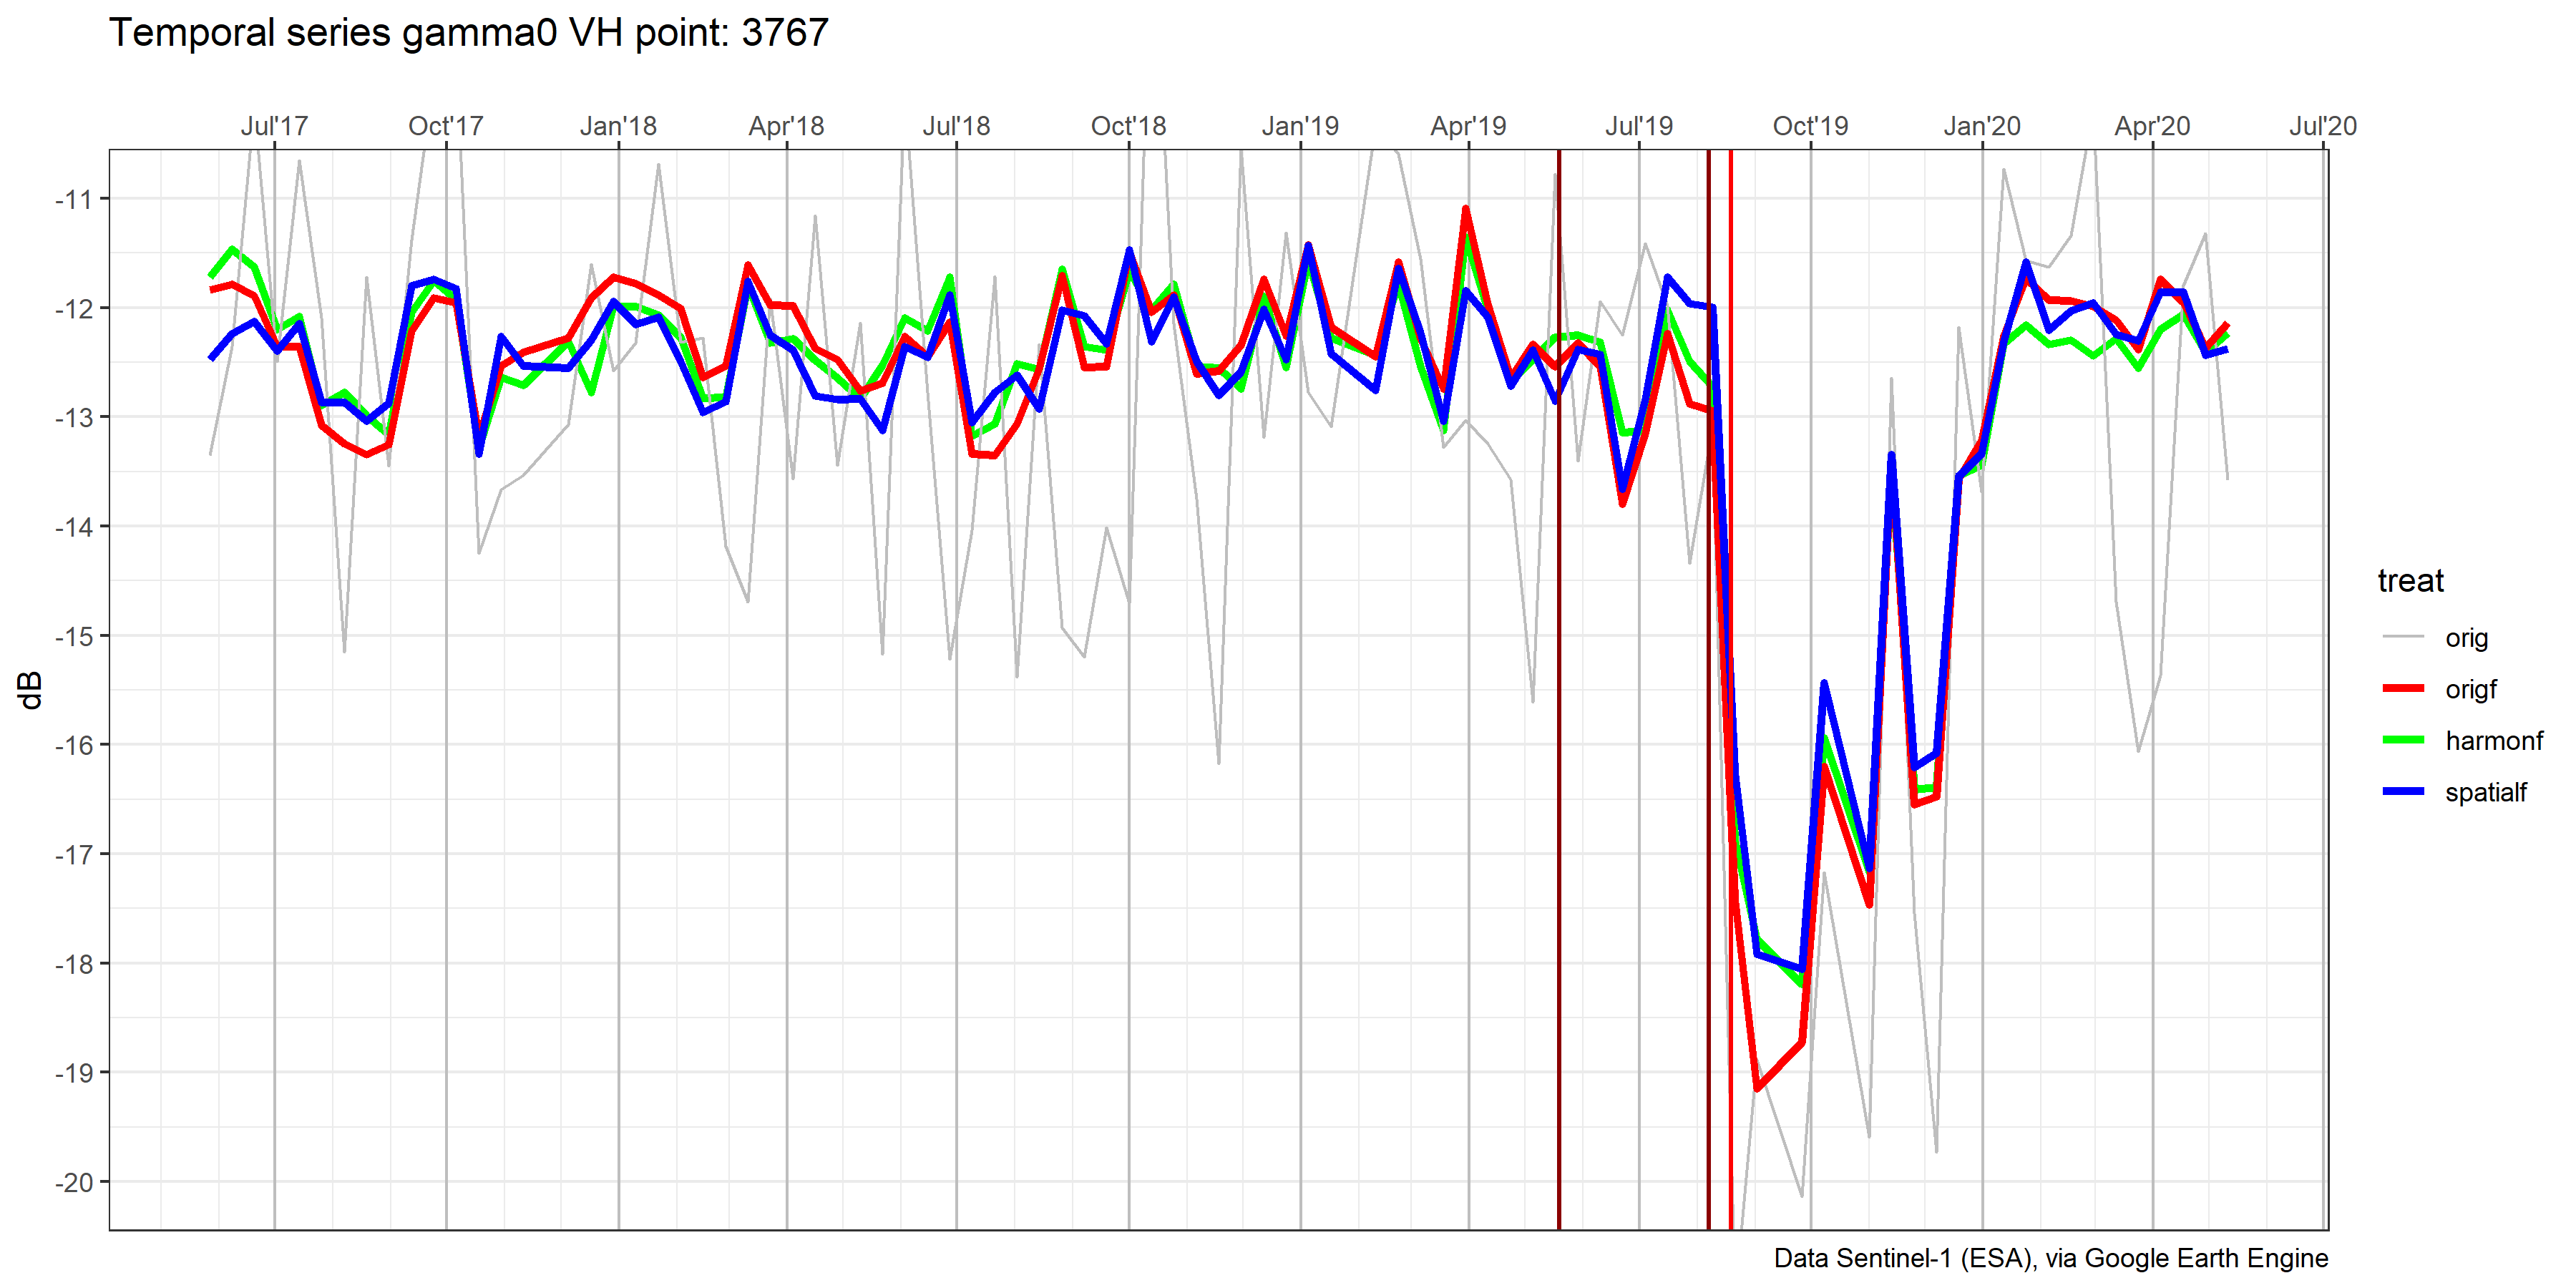 Temporal series gamma0 VH point: 3767
Jul'17 Oct'17 Jan'18 Apr'18 Jul'18 Oct'18 Jan'19 Apr'19 Jul'19 Oct'19 Jan'20 Apr'20 Jul'20
-11
-12
-13
-14
-15
-16
-17
-18
-19
-20
dB
treat
orig
origf
harmonf
spatialf
Data Sentinel-1 (ESA), via Google Earth Engine